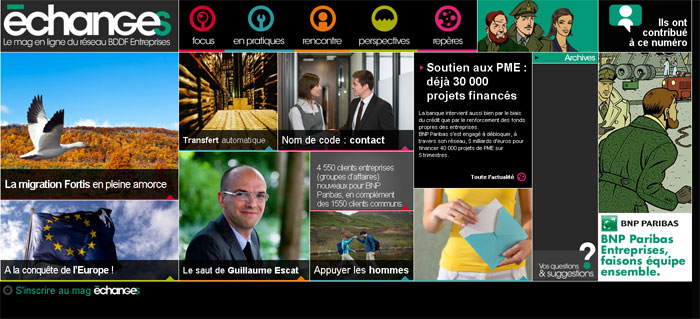 échanges
Le mag en ligne du réseau BDDF Entreprises
focus
en pratiques
rencontre
perspectives
repères
Ils ont
contribué
à ce numéro
La migration Fortis en pleine amorce
Transfert automatique
Nom de code : contact
Soutien aux PME :
déjà 30 000
projets financés
La banque intervient aussi bien par le biais
du crédit que par le renforcement des fonds
propres des entreprises.
BNP Paribas s'est engagé à débloquer, à
travers son réseau, 5 milliards d'euros pour
financer 40 000 projets de PME sur
5 trimestres.
Toute l'actualité
Archives
A la conquête de l'Europe !
Le saut de Guillaume Escat
4 550 clients entreprises
(groupes d'affaires)
nouveaux pour BNP
Paribas, en complément
des 1550 clients communs
Appuyer les hommes
Vos questions
& suggestions
?
BNP PARIBAS
BNP Paribas
Entreprises,
faisons équipe
ensemble.
S'inscrire au mag échanges